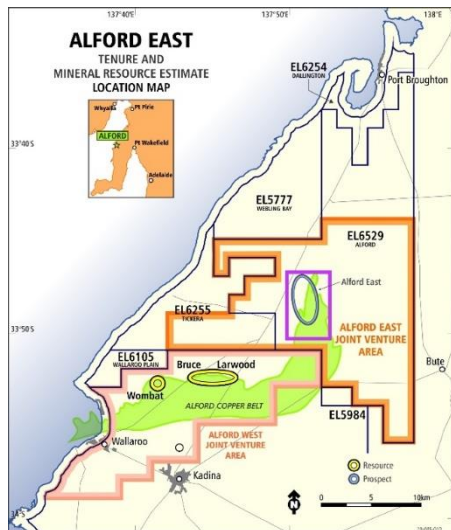 137°40'
137°50'
138°E
ALFORD EAST
TENURE AND
MINERAL RESOURCE ESTIMATE
LOCATION MAP
Whyalla
Pt Pirie
ALFORD
Pt Wakefield
Adelaide
EL6254
DALLINGTON
Port Broughton
33°40'
EL5777
WEBLING BAY
EL6529
ALFORD
Alford East
EL6255
TICKERA
33°50'
ALFORD EAST
JOINT VENTURE
AREA
EL6105
WALLAROO PLAIN
Bruce
Larwood
Bute
Wombat
ALFORD COPPER BELT
EL5984
Wallaroo
ALFORD WEST
JOINT VENTURE
AREA
Resource
Prospect
Kadina
N
0
5
10km
34°S